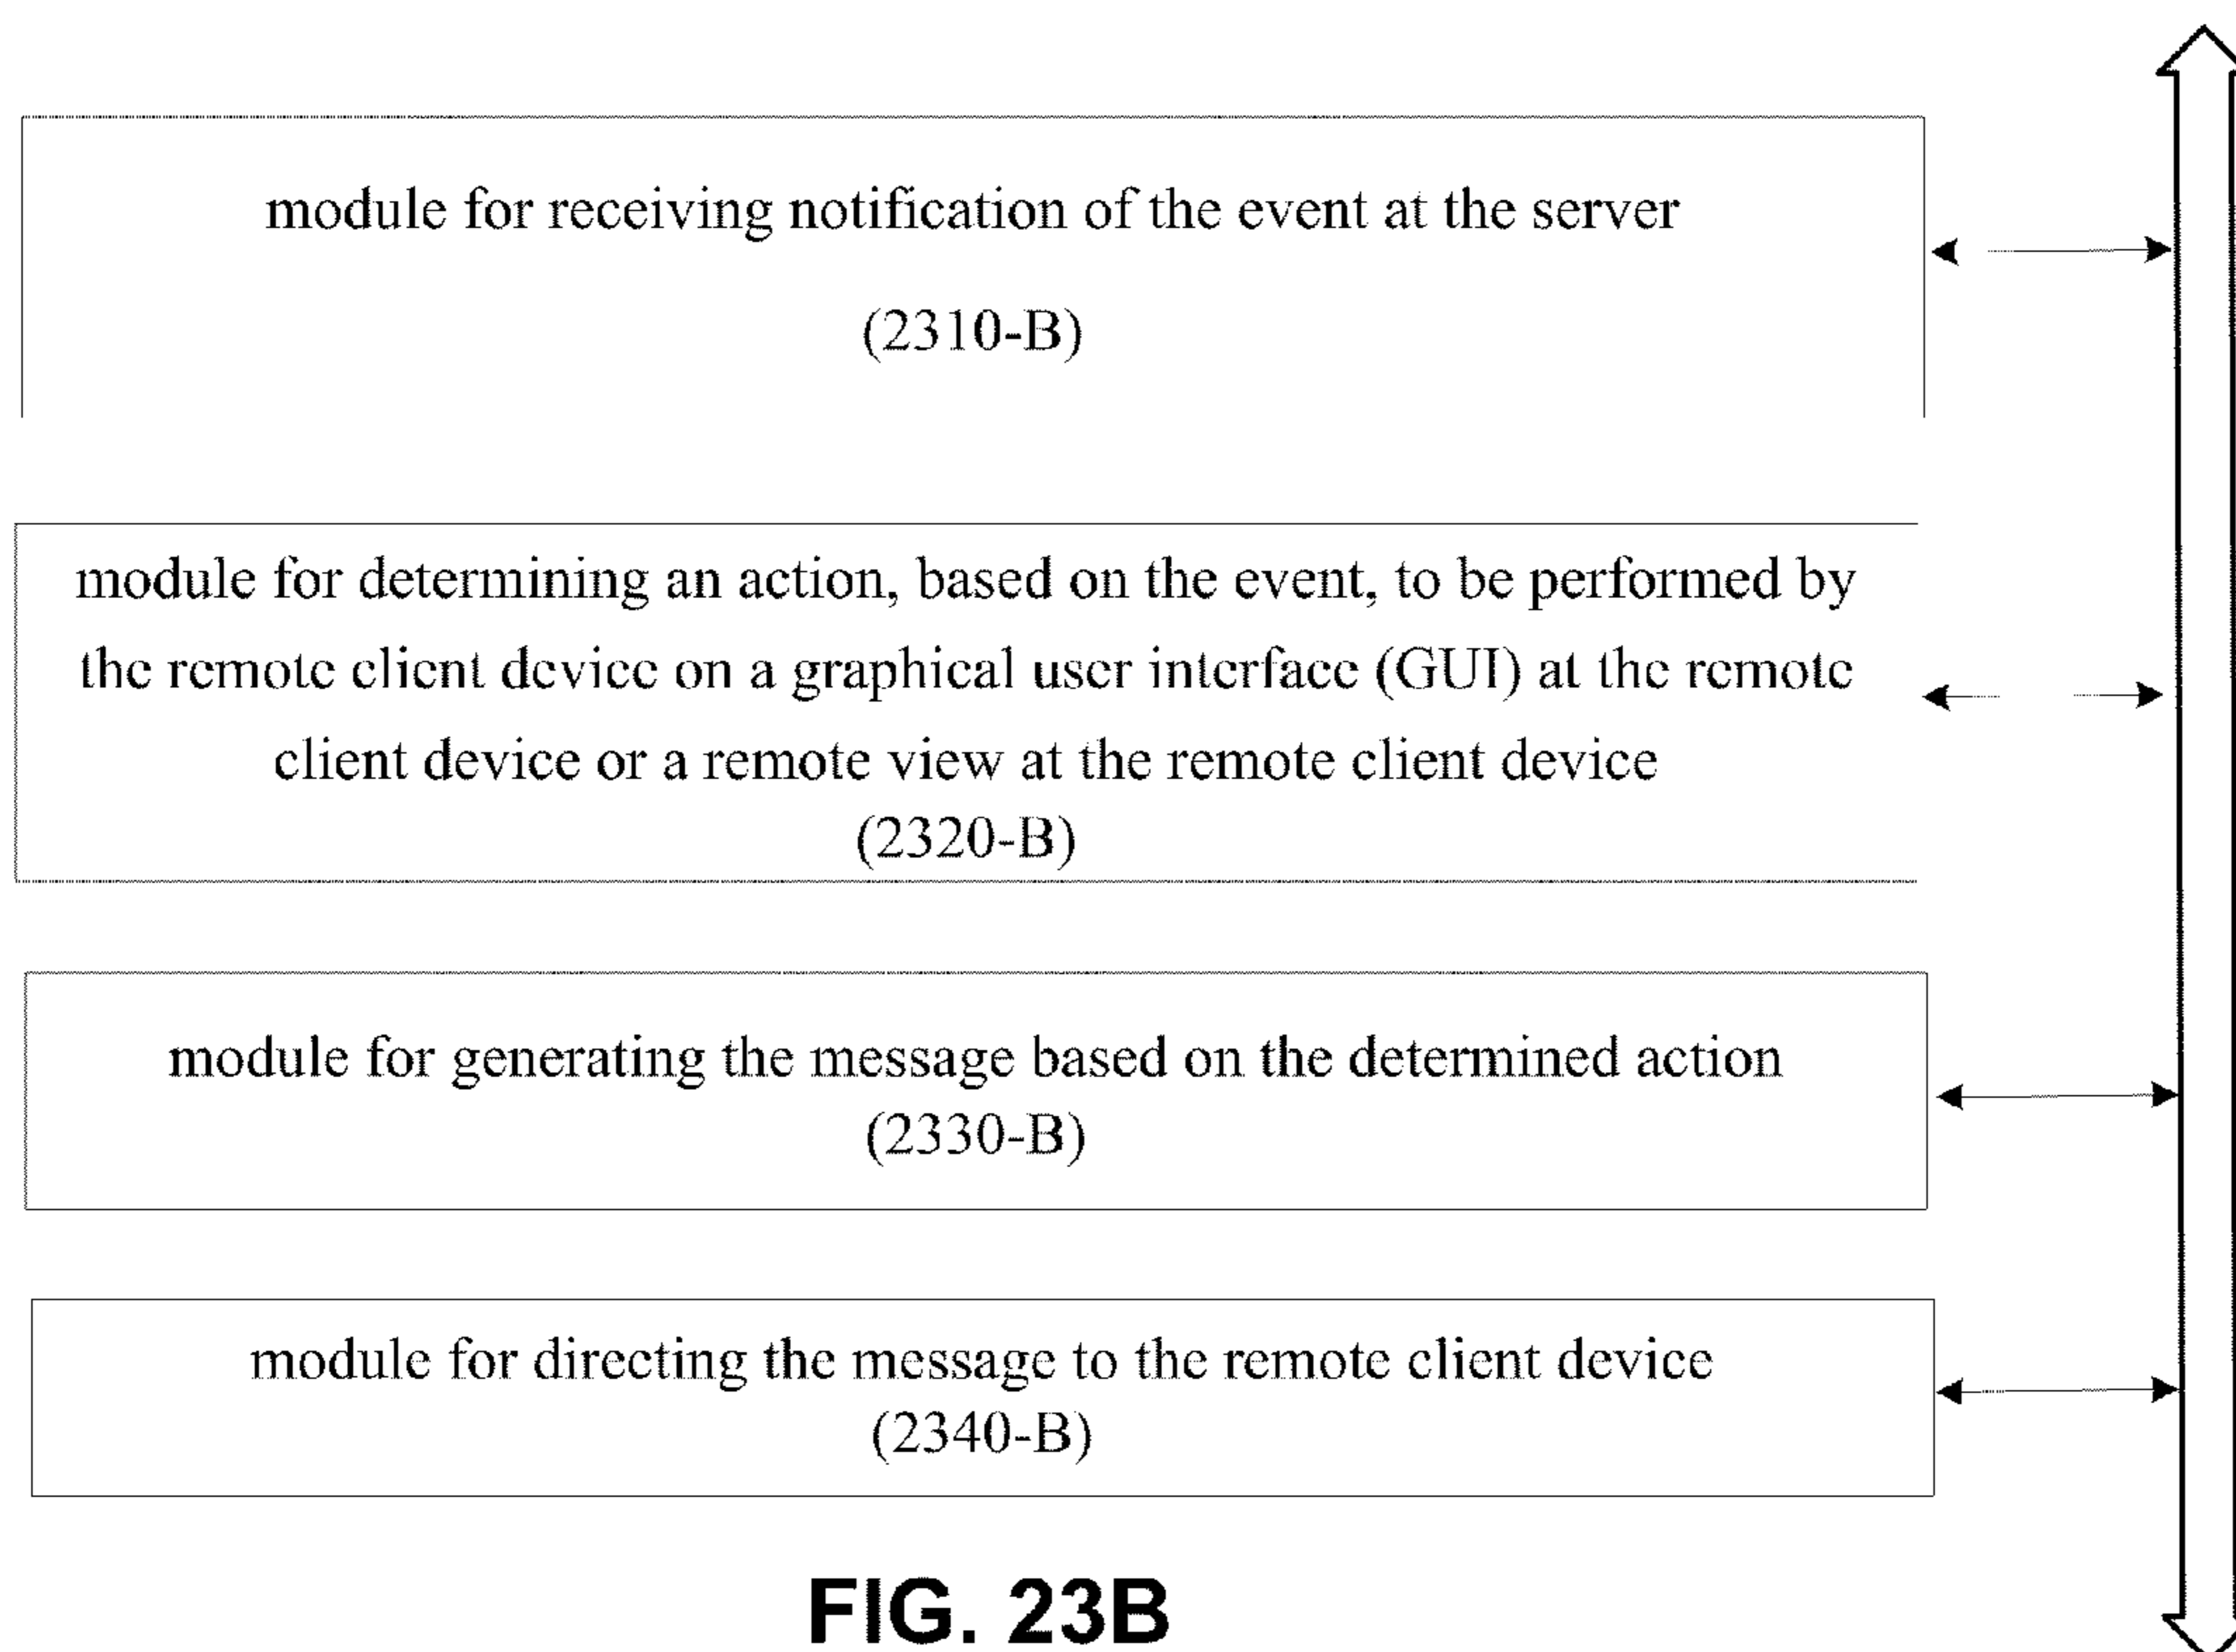 module for receiving notification of the event at the server
(2310-B)
module for determining an action, based on the event, to be performed by
the remote client device on a graphical user interface (GUI) at the remote
client device or a remote view at the remote client device
(2320-B)
module for generating the message based on the determined action
(2330-B)
module for directing the message to the remote client device
(2340-B)
FIG. 23B